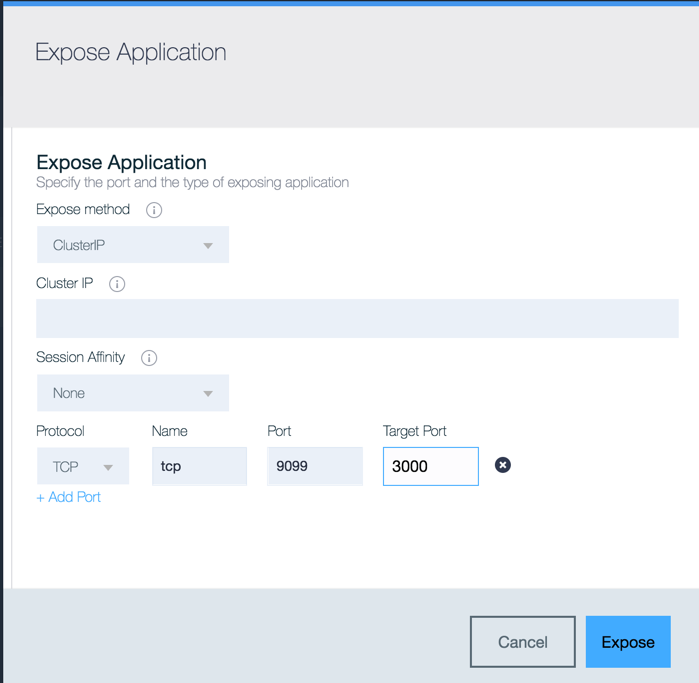 Expose Application
Expose Application
Specify the port and the type of exposing application
Expose method
ClusterIP
Cluster IP
Session Affinity
None
Protocol Name Port Target Port
TCP tcp 9099 3000
+ Add Port
Cancel Expose